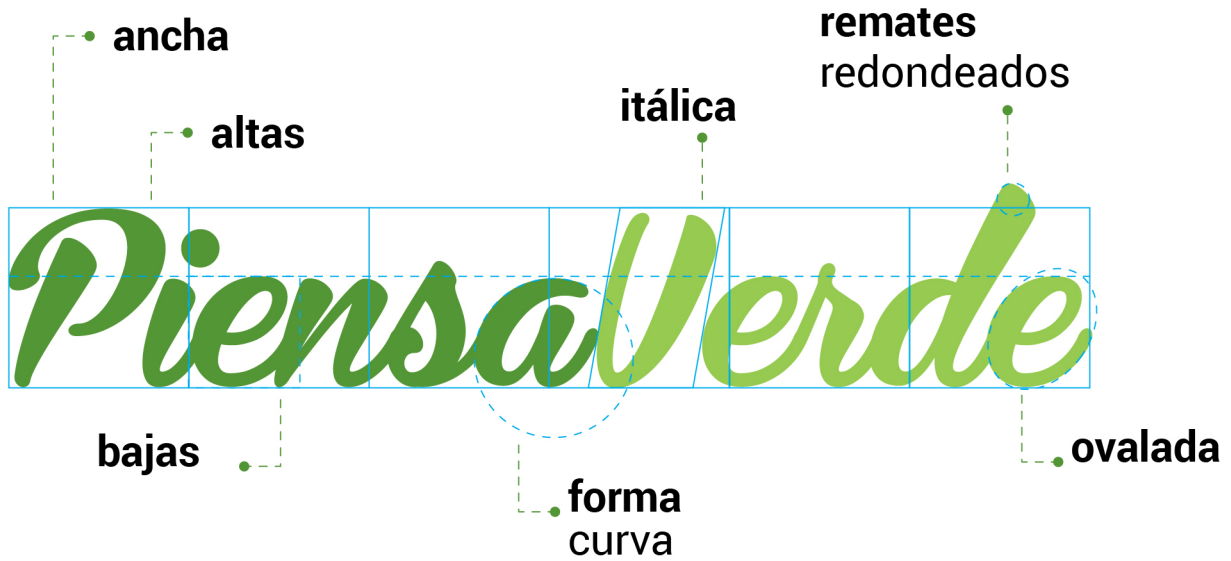 ancha
altas
itálica
remates
redondeados
PiensaVerde
bajas
forma
curva
ovalada